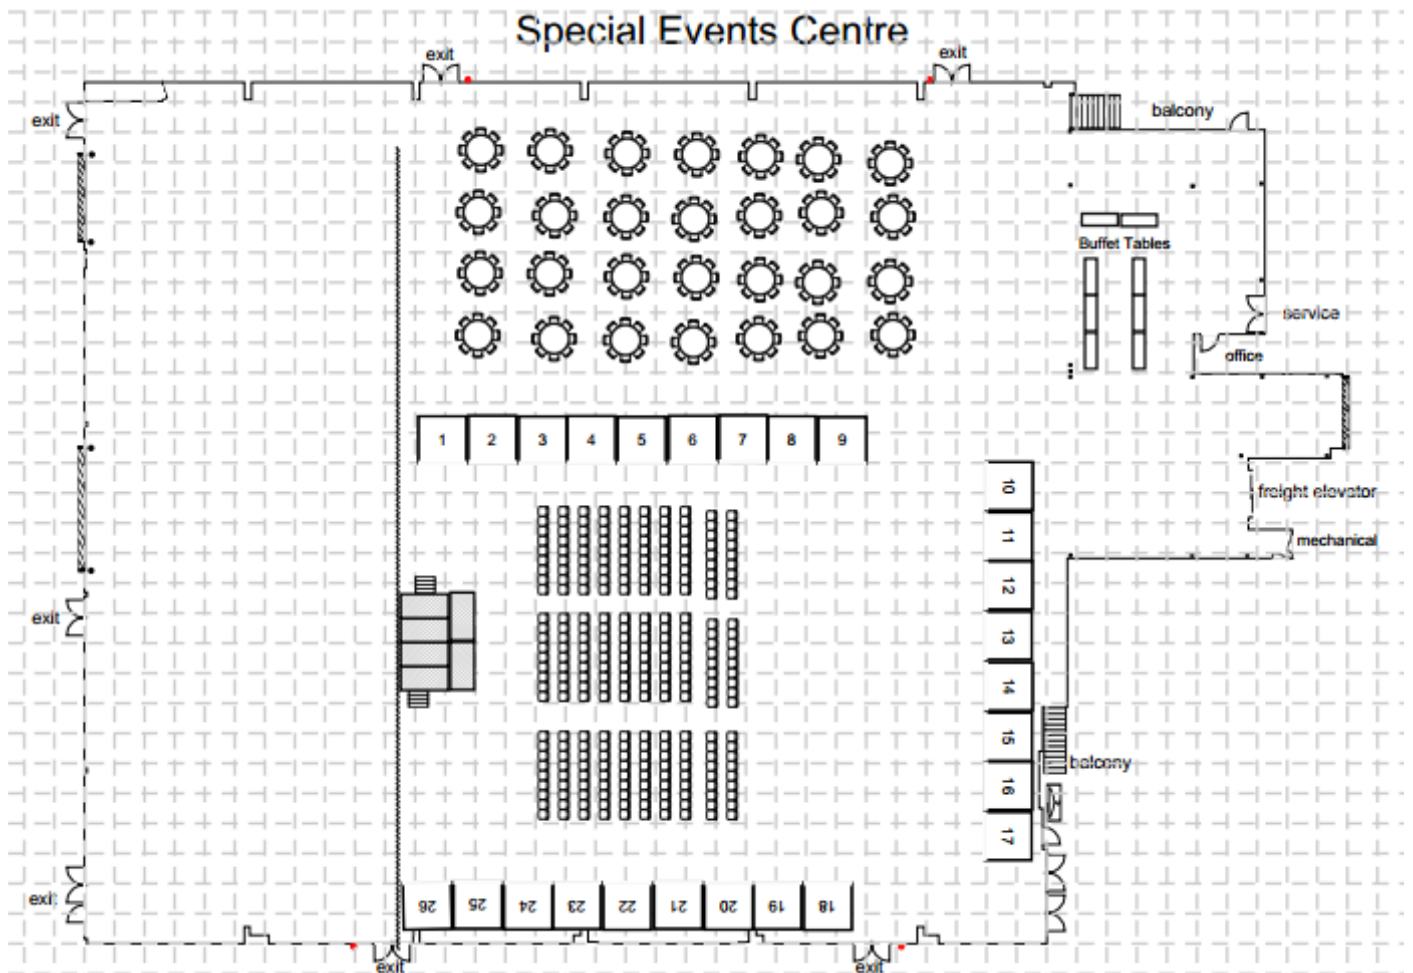 Special Events Centre
exit
exit
exit
balcony
Buffet Tables
service
office
1 2 3 4 5 6 7 8 9
10
freight elevator
11
mechanical
12
exit
13
14
15
balcony
16
17
exit
26 25 24 23 22 21 20 19 18
exit
exit